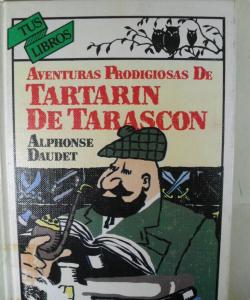 TUS
LIBROS
AVENTURAS PRODIGIOSAS DE
TARTARIN
DE TARASCON
ALPHONSE
DAUDET